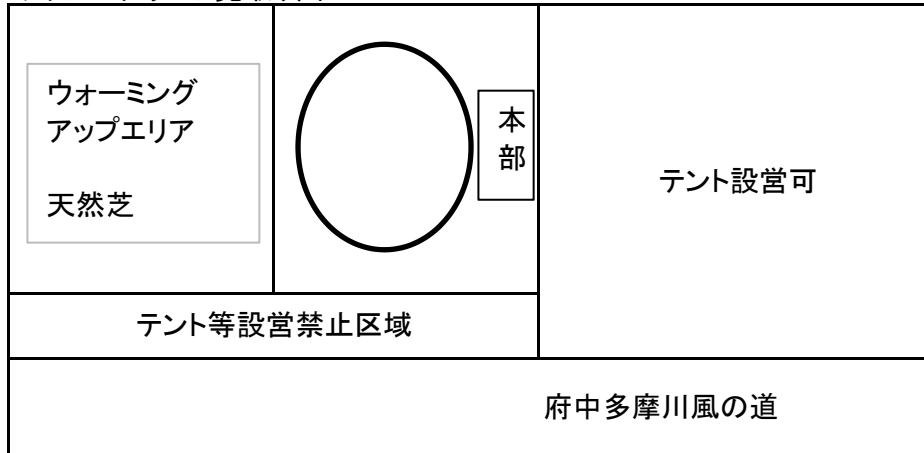 ウォーミング
アップエリア
天然芝
本部
テント設営可
テント等設営禁止区域
府中多摩川風の道